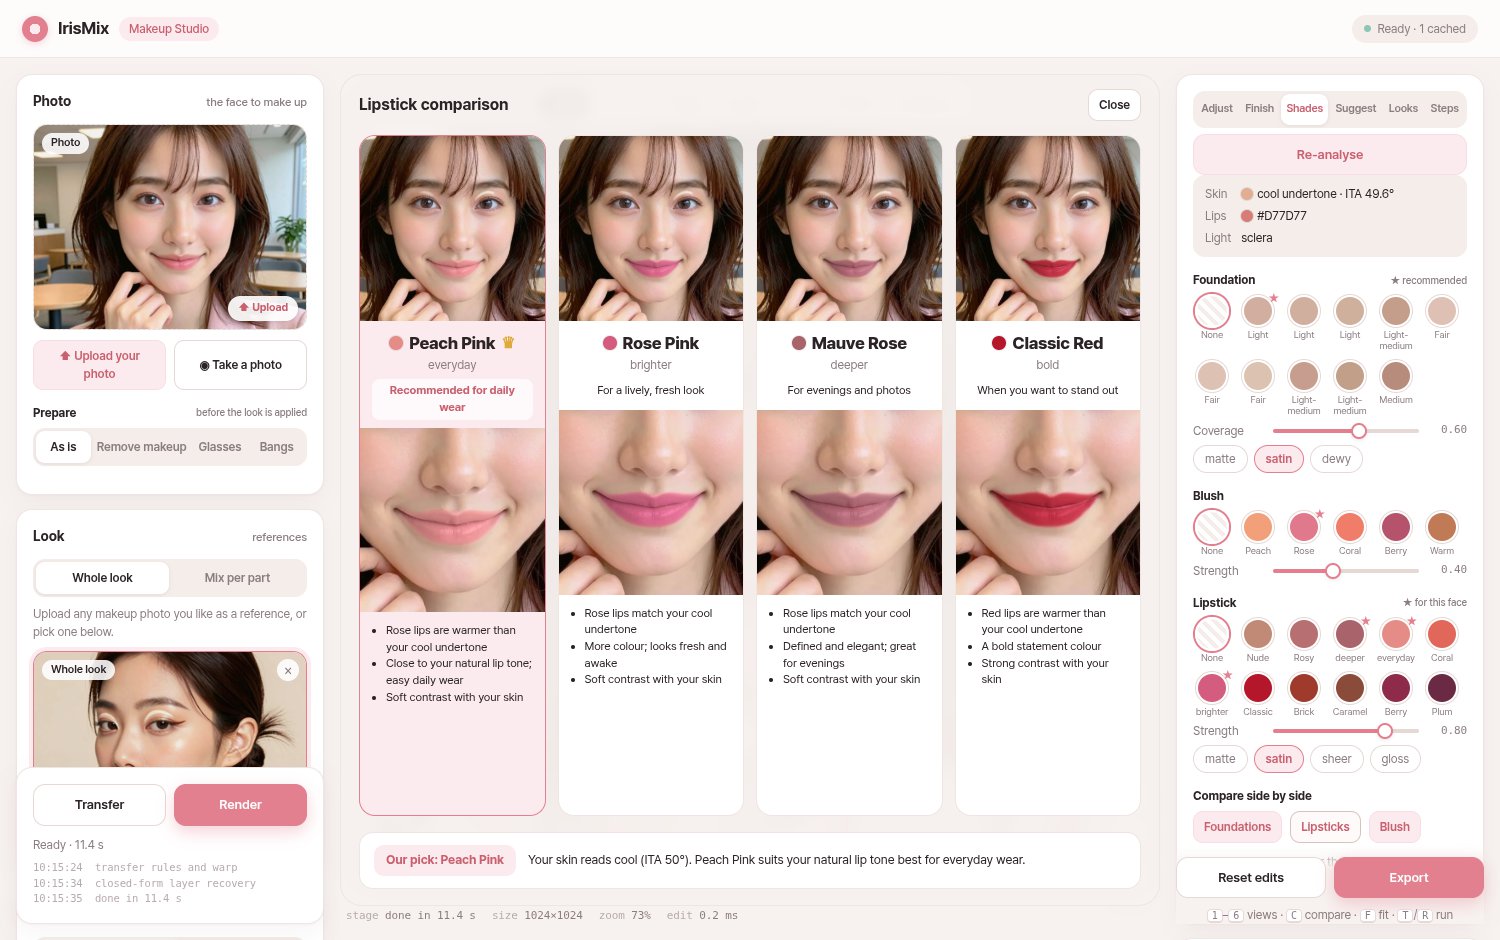 IrisMix
Makeup Studio
Ready · 1 cached
Photo
the face to make up
Photo
Upload
Upload your
photo
Take a photo
Prepare
before the look is applied
As is
Remove makeup
Glasses
Bangs
Look
references
Whole look
Mix per part
Upload any makeup photo you like as a reference, or
pick one below.
Whole look
×
Transfer
Render
Ready · 11.4 s
10:15:24 transfer rules and warp
10:15:34 closed-form layer recovery
10:15:35 done in 11.4 s
Lipstick comparison
Close
Peach Pink
everyday
Recommended for daily
wear
Rose lips are warmer than
your cool undertone
Close to your natural lip tone;
easy daily wear
Soft contrast with your skin
Rose Pink
brighter
For a lively, fresh look
Rose lips match your cool
undertone
More colour; looks fresh and
awake
Soft contrast with your skin
Mauve Rose
deeper
For evenings and photos
Rose lips match your cool
undertone
Defined and elegant; great
for evenings
Soft contrast with your skin
Classic Red
bold
When you want to stand out
Red lips are warmer than
your cool undertone
A bold statement colour
Strong contrast with your
skin
Our pick: Peach Pink
Your skin reads cool (ITA 50°). Peach Pink suits your natural lip tone best for everyday wear.
stage done in 11.4 s size 1024×1024 zoom 73% edit 0.2 ms
Adjust
Finish
Shades
Suggest
Looks
Steps
Re-analyse
Skin cool undertone · ITA 49.6°
Lips #D77D77
Light sclera
Foundation
★ recommended
None
Light
Light
Light
Light-
medium
Fair
Fair
Fair
Light-
medium
Light-
medium
Medium
Coverage
0.60
matte
satin
dewy
Blush
None
Peach
Rose
Coral
Berry
Warm
Strength
0.40
Lipstick
★ for this face
None
Nude
Rosy
deeper
everyday
Coral
brighter
Classic
Brick
Caramel
Berry
Plum
Strength
0.80
matte
satin
sheer
gloss
Compare side by side
Foundations
Lipsticks
Blush
Reset edits
Export
1–6 views · C compare · F fit · T/R run